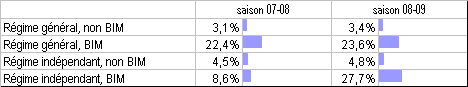 saison 07-08 saison 08-09
Régime général, non BIM 3,1% 3,4%
Régime général, BIM 22,4% 23,6%
Régime indépendant, non BIM 4,5% 4,8%
Régime indépendant, BIM 8,6% 27,7%